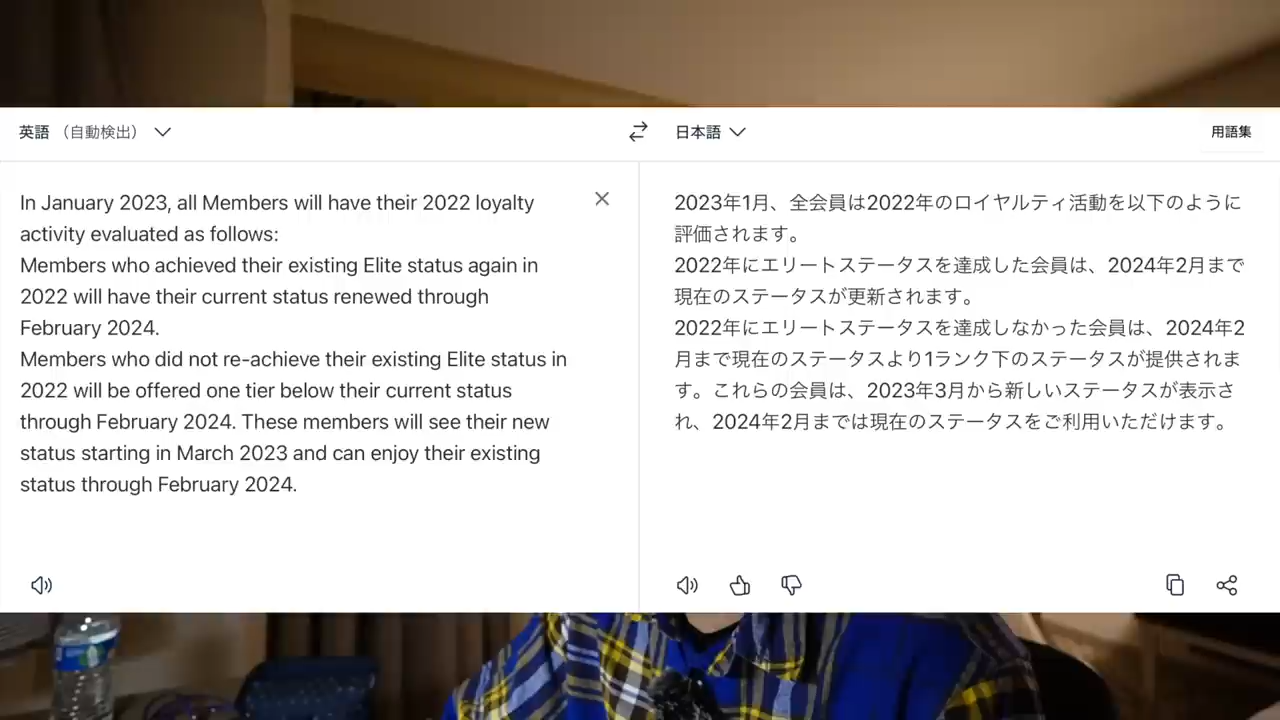 英語 （自動検出）
日本語
用語集
In January 2023, all Members will have their 2022 loyalty
activity evaluated as follows:
Members who achieved their existing Elite status again in
2022 will have their current status renewed through
February 2024.
Members who did not re-achieve their existing Elite status in
2022 will be offered one tier below their current status
through February 2024. These members will see their new
status starting in March 2023 and can enjoy their existing
status through February 2024.
2023年1月、全会員は2022年のロイヤルティ活動を以下のように
評価されます。
2022年にエリートステータスを達成した会員は、2024年2月まで
現在のステータスが更新されます。
2022年にエリートステータスを達成しなかった会員は、2024年2
月まで現在のステータスより1ランク下のステータスが提供されま
す。これらの会員は、2023年3月から新しいステータスが表示さ
れ、2024年2月までは現在のステータスをご利用いただけます。